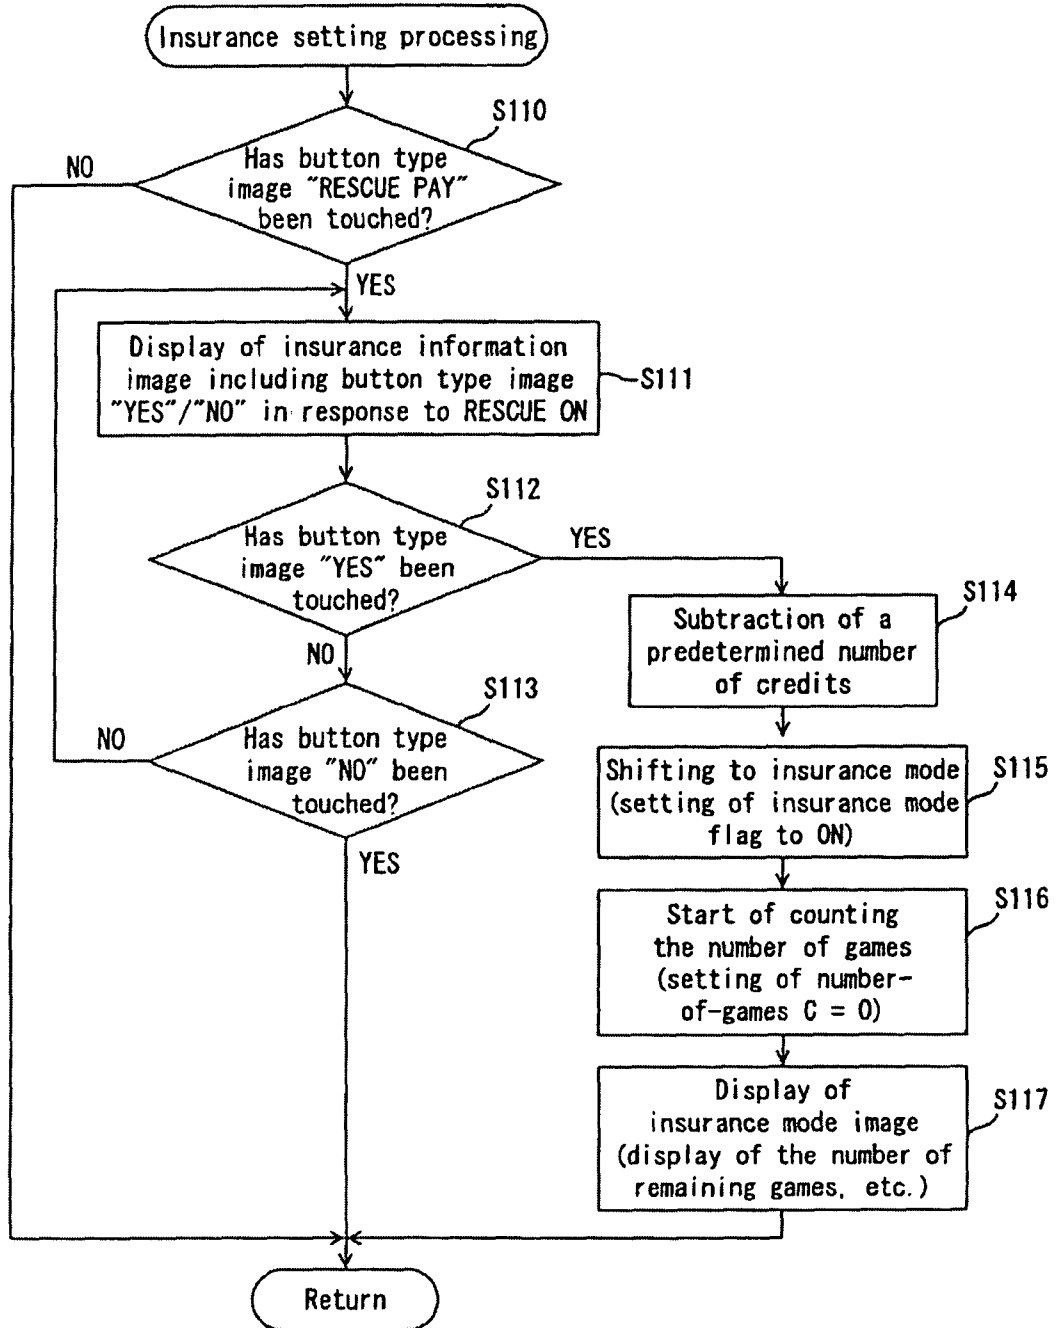 Insurance setting processing
S110
NO
Has button type
image "RESCUE PAY"
been touched?
YES
Display of insurance information
image including button type image
"YES"/"NO" in response to RESCUE ON
S111
S112
Has button type
image "YES" been
touched?
YES
NO
S114
Subtraction of a
predetermined number
of credits
S113
NO
Has button type
image "NO" been
touched?
YES
Shifting to insurance mode
(setting of insurance mode
flag to ON)
S115
S116
Start of counting
the number of games
(setting of number-
of-games C = 0)
Display of
insurance mode image
(display of the number of
remaining games, etc.)
S117
Return